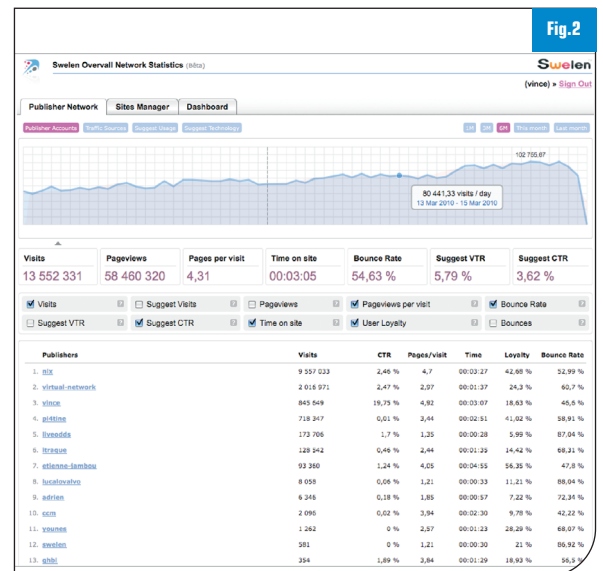 Fig.2
Swelen Overvall Network Statistics (Bêta)
Swelen
(vince) » Sign Out
Publisher Network Sites Manager Dashboard
Publisher Accounts Traffic Sources Suggest Usage Suggest Technology 1M 3M 6M This month Last month
102 755,67
80 441,33 visits / day
13 Mar 2010 - 15 Mar 2010
Visits Pageviews Pages per visit Time on site Bounce Rate Suggest VTR Suggest CTR
13 552 331 58 460 320 4,31 00:03:05 54,63 % 5,79 % 3,62 %
Visits ? Suggest Visits ? Pageviews ? Pageviews per visit ? Bounce Rate ?
Suggest VTR ? Suggest CTR ? Time on site ? User Loyalty ? Bounces ?
Publishers Visits CTR Pages/visit Time Loyalty Bounce Rate
1. nix 9 557 033 2,46 % 4,7 00:03:27 42,68 % 52,99 %
2. virtual-network 2 016 971 2,47 % 2,97 00:01:37 24,3 % 60,7 %
3. vince 845 649 19,75 % 4,92 00:03:07 18,63 % 46,6 %
4. pi4tine 718 347 0,01 % 3,44 00:02:51 41,02 % 58,91 %
5. liveodds 173 706 1,7 % 1,35 00:00:28 5,99 % 87,04 %
6. itraque 128 542 0,46 % 2,44 00:01:35 14,42 % 68,31 %
7. etienne-jambou 93 360 1,24 % 4,05 00:04:55 56,35 % 47,8 %
8. lucalovalvo 8 058 0,06 % 1,21 00:00:33 11,21 % 88,04 %
9. adrien 6 346 0,18 % 1,85 00:00:57 7,22 % 72,34 %
10. ccm 2 096 0,02 % 3,94 00:02:30 9,78 % 42,22 %
11. younes 1 262 0 % 2,57 00:01:23 28,29 % 68,07 %
12. swelen 581 0 % 1,21 00:00:30 21 % 86,92 %
13. ghbl 354 1,89 % 3,84 00:01:29 18,93 % 56,5 %